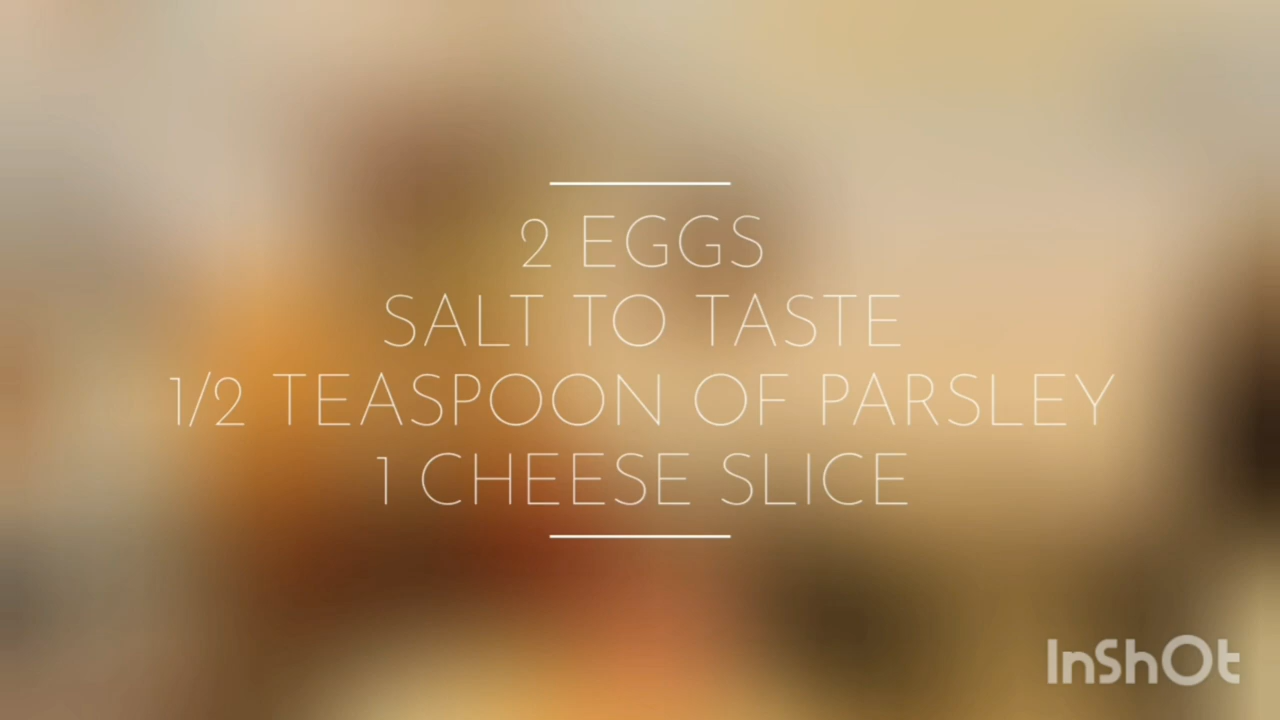 2 EGGS
SALT TO TASTE
1/2 TEASPOON OF PARSLEY
1 CHEESE SLICE
InShOt